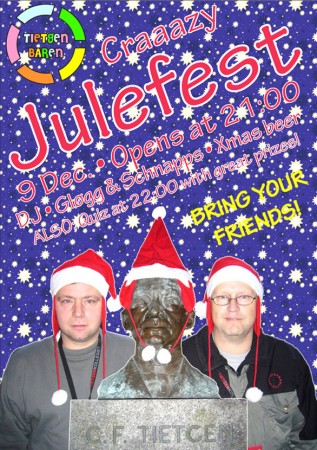 TIETGEN
BAREN
Craaazy
Julefest
9 Dec. • Opens at 21:00
DJ • Gløgg & Schnapps • Xmas beer
ALSO: Quiz at 22:00 with great prizes!
BRING YOUR
FRIENDS!
C. F. TIETGEN